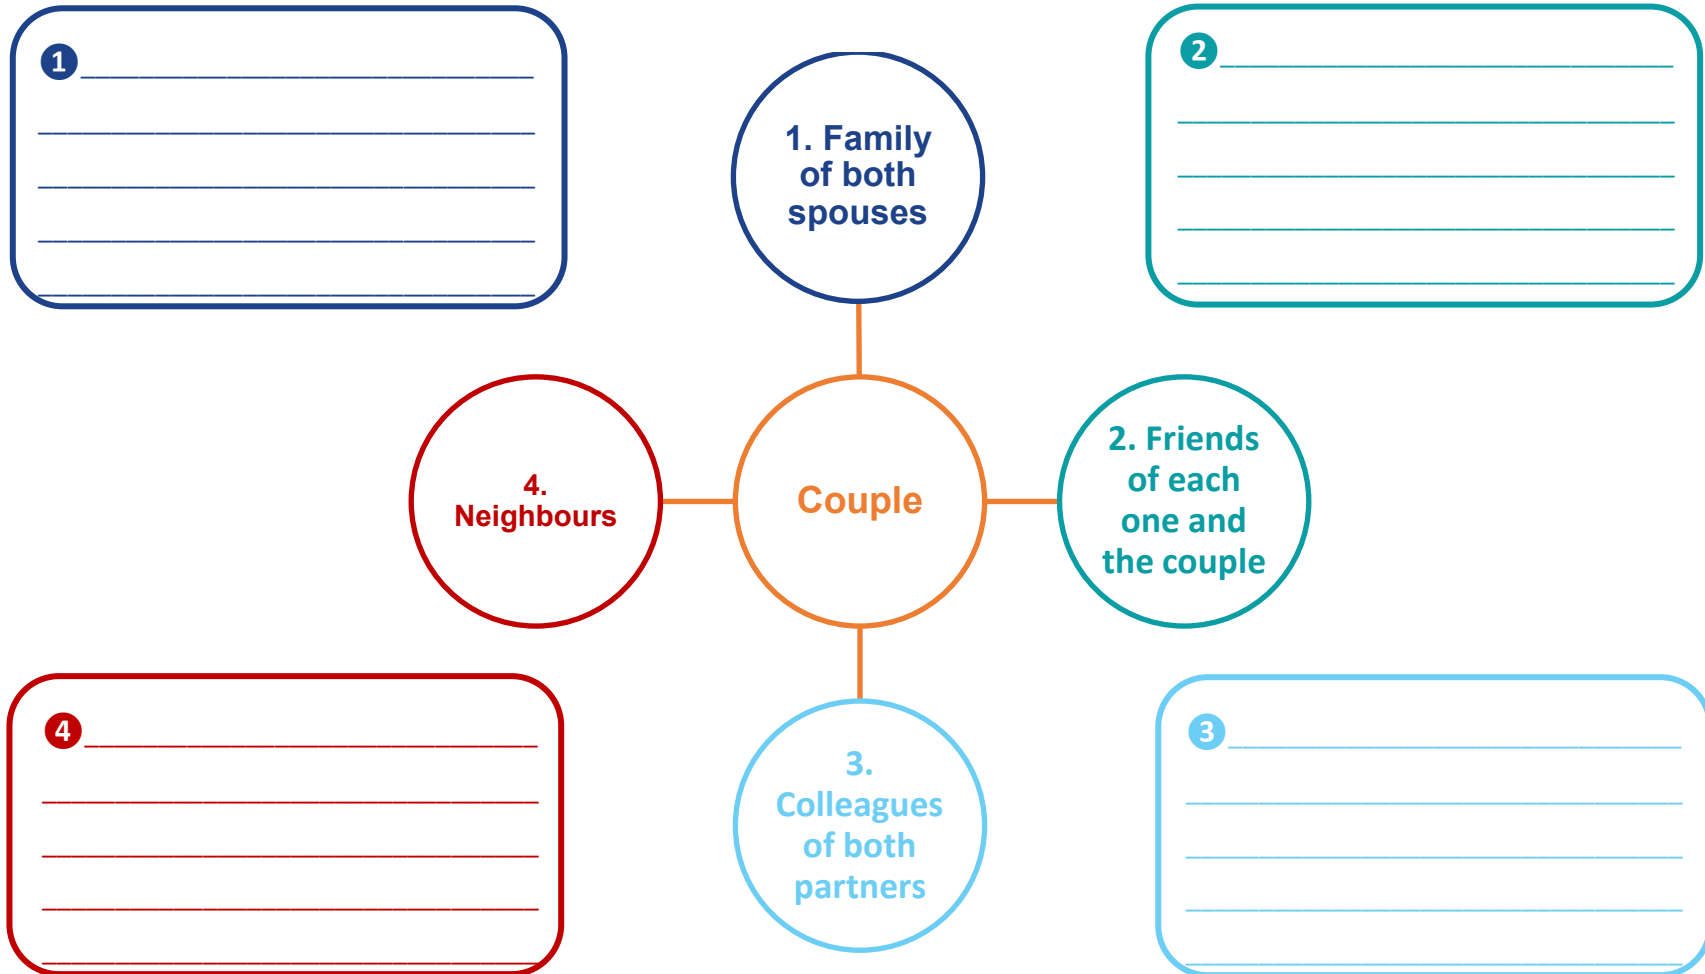 1
2
1. Family
of both
spouses
4.
Neighbours
Couple
2. Friends
of each
one and
the couple
4
3
3.
Colleagues
of both
partners